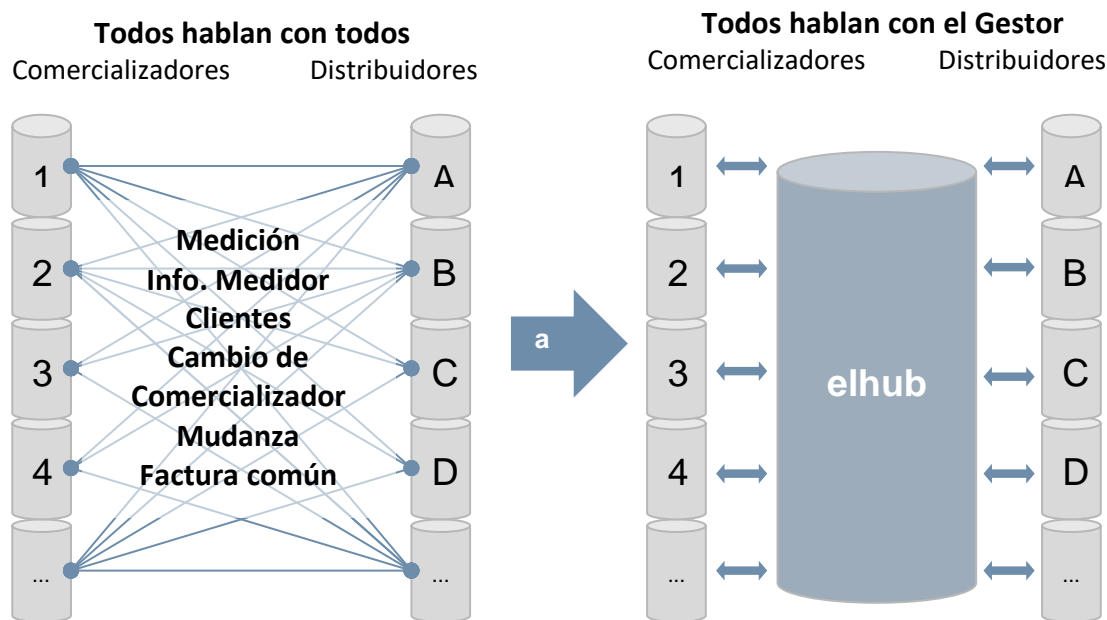 Todos hablan con todos
Comercializadores Distribuidores
1 A
2 B
3 C
4 D
... ...
Medición
Info. Medidor
Clientes
Cambio de
Comercializador
Mudanza
Factura común
a
Todos hablan con el Gestor
Comercializadores Distribuidores
1 A
2 B
3 C
4 D
... ...
elhub